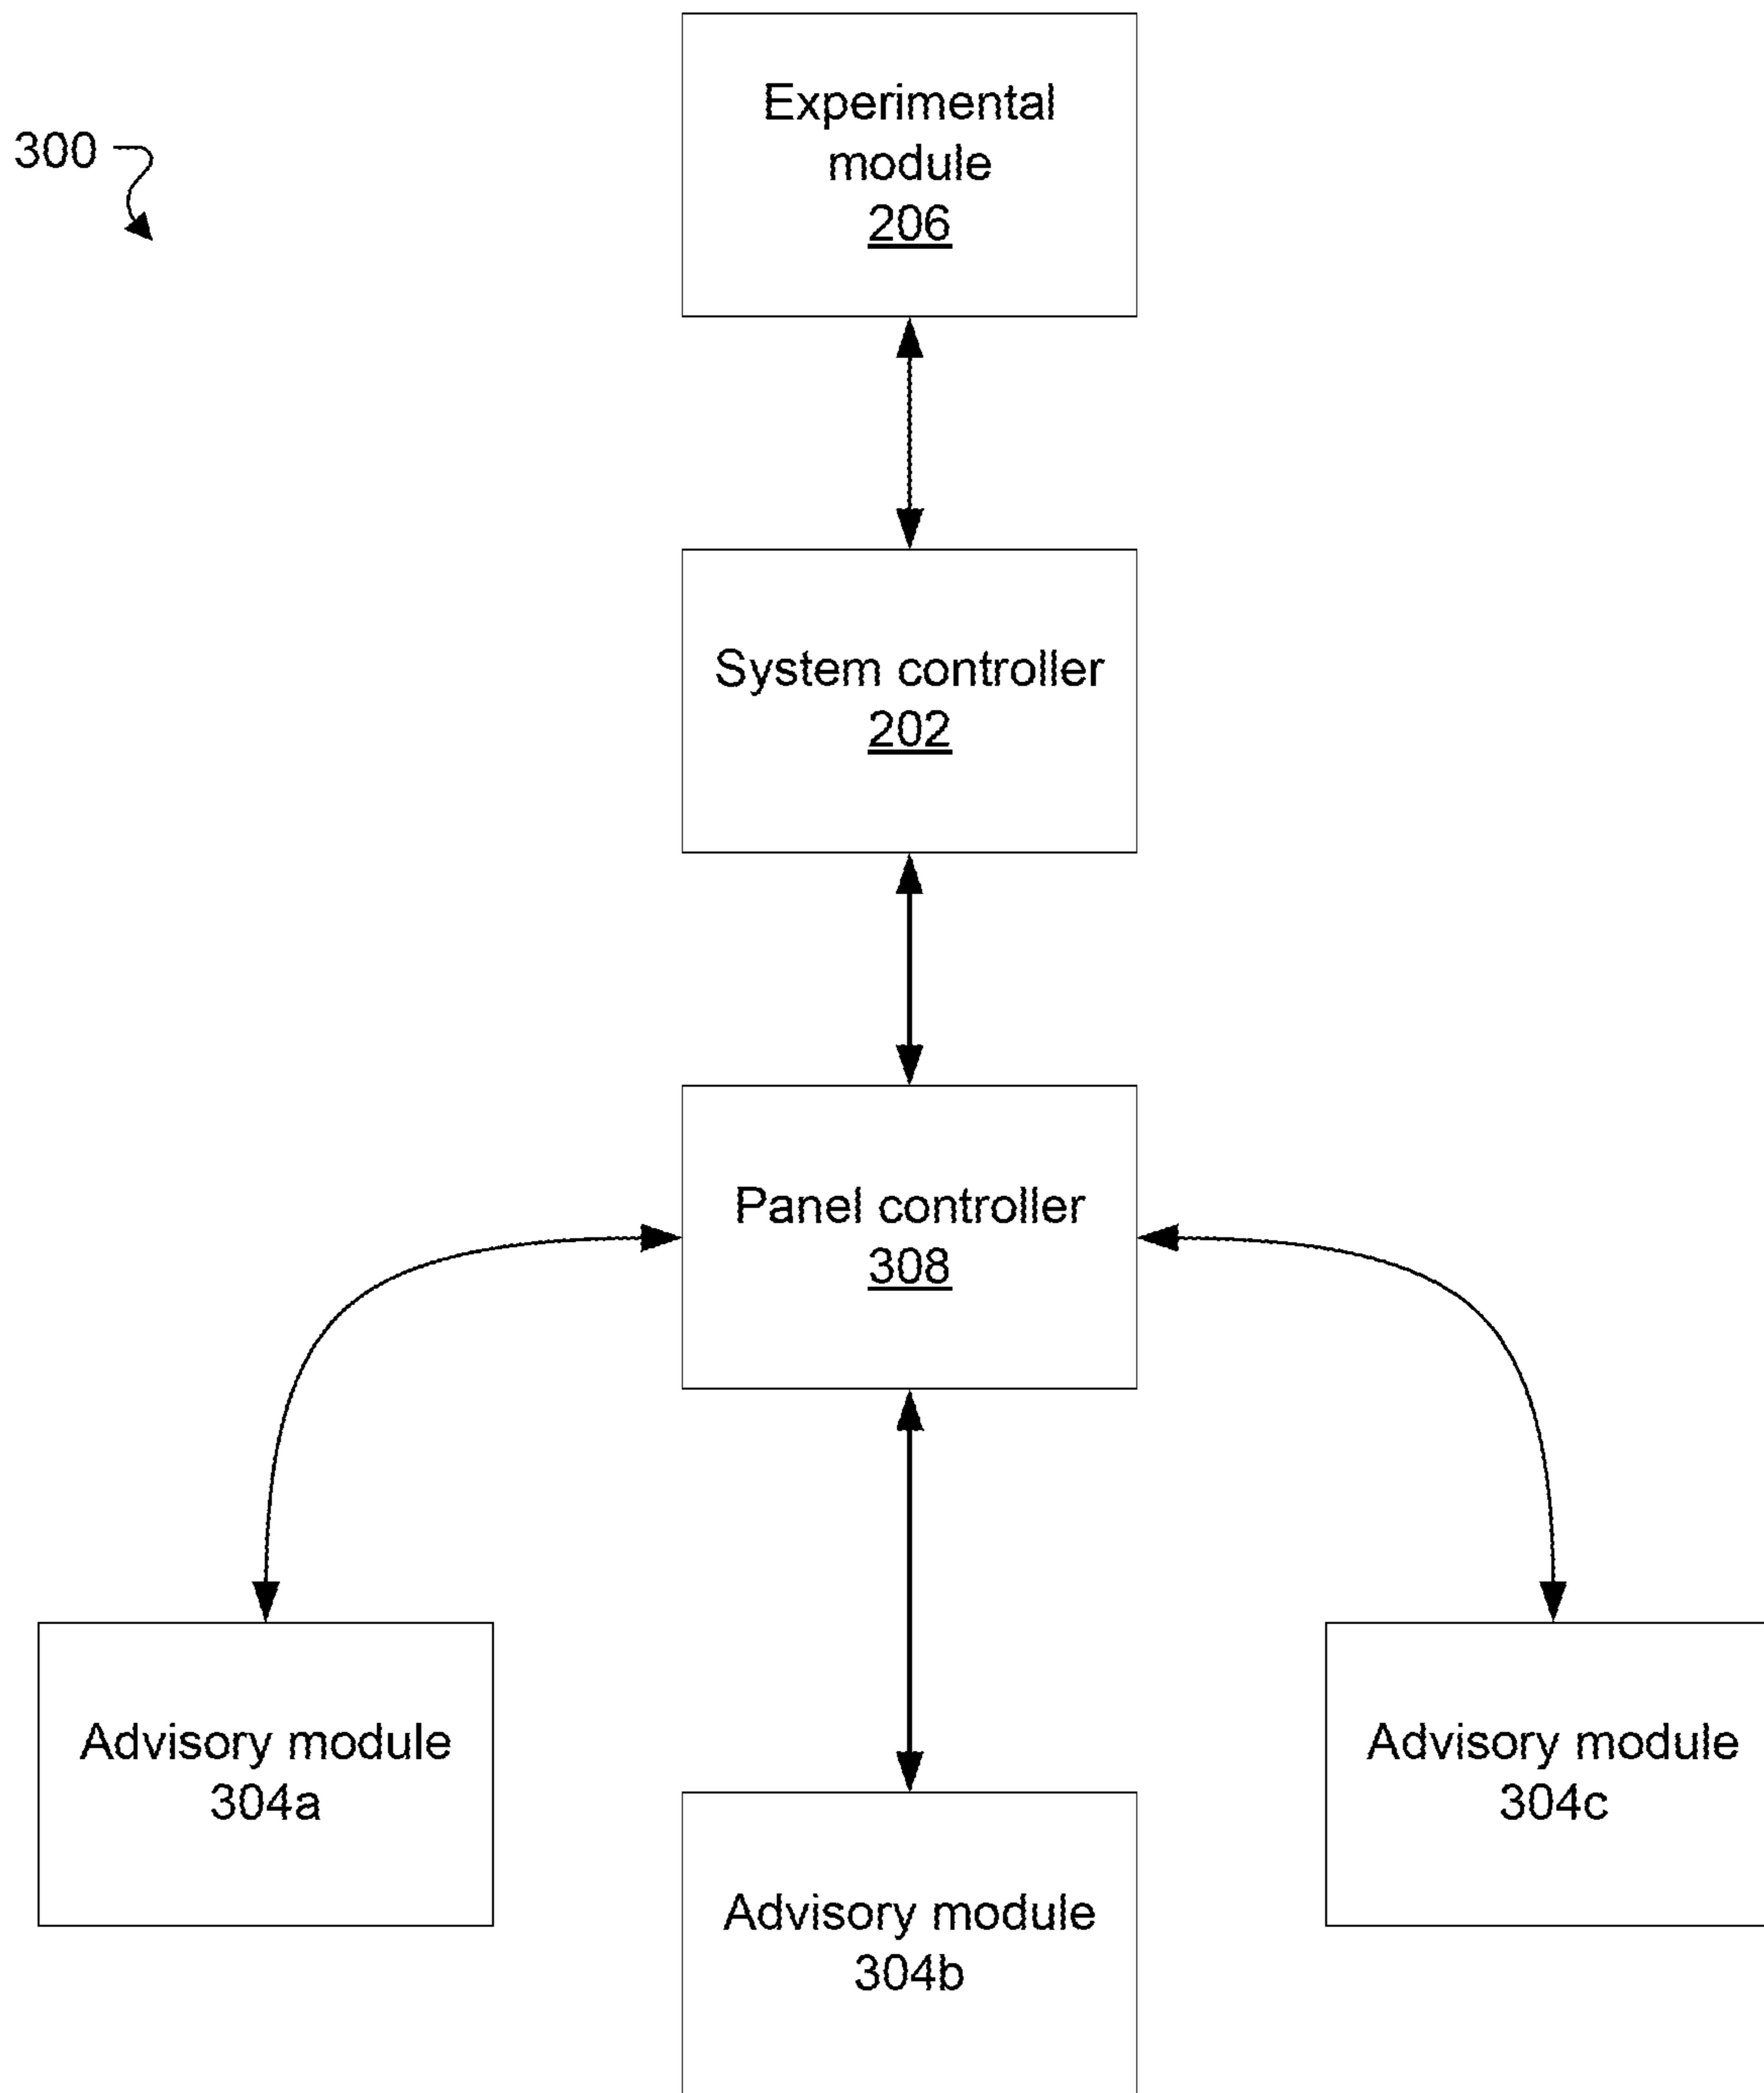 Experimental
module
206
300
System controller
202
Panel controller
308
Advisory module
304a
Advisory module
304b
Advisory module
304c